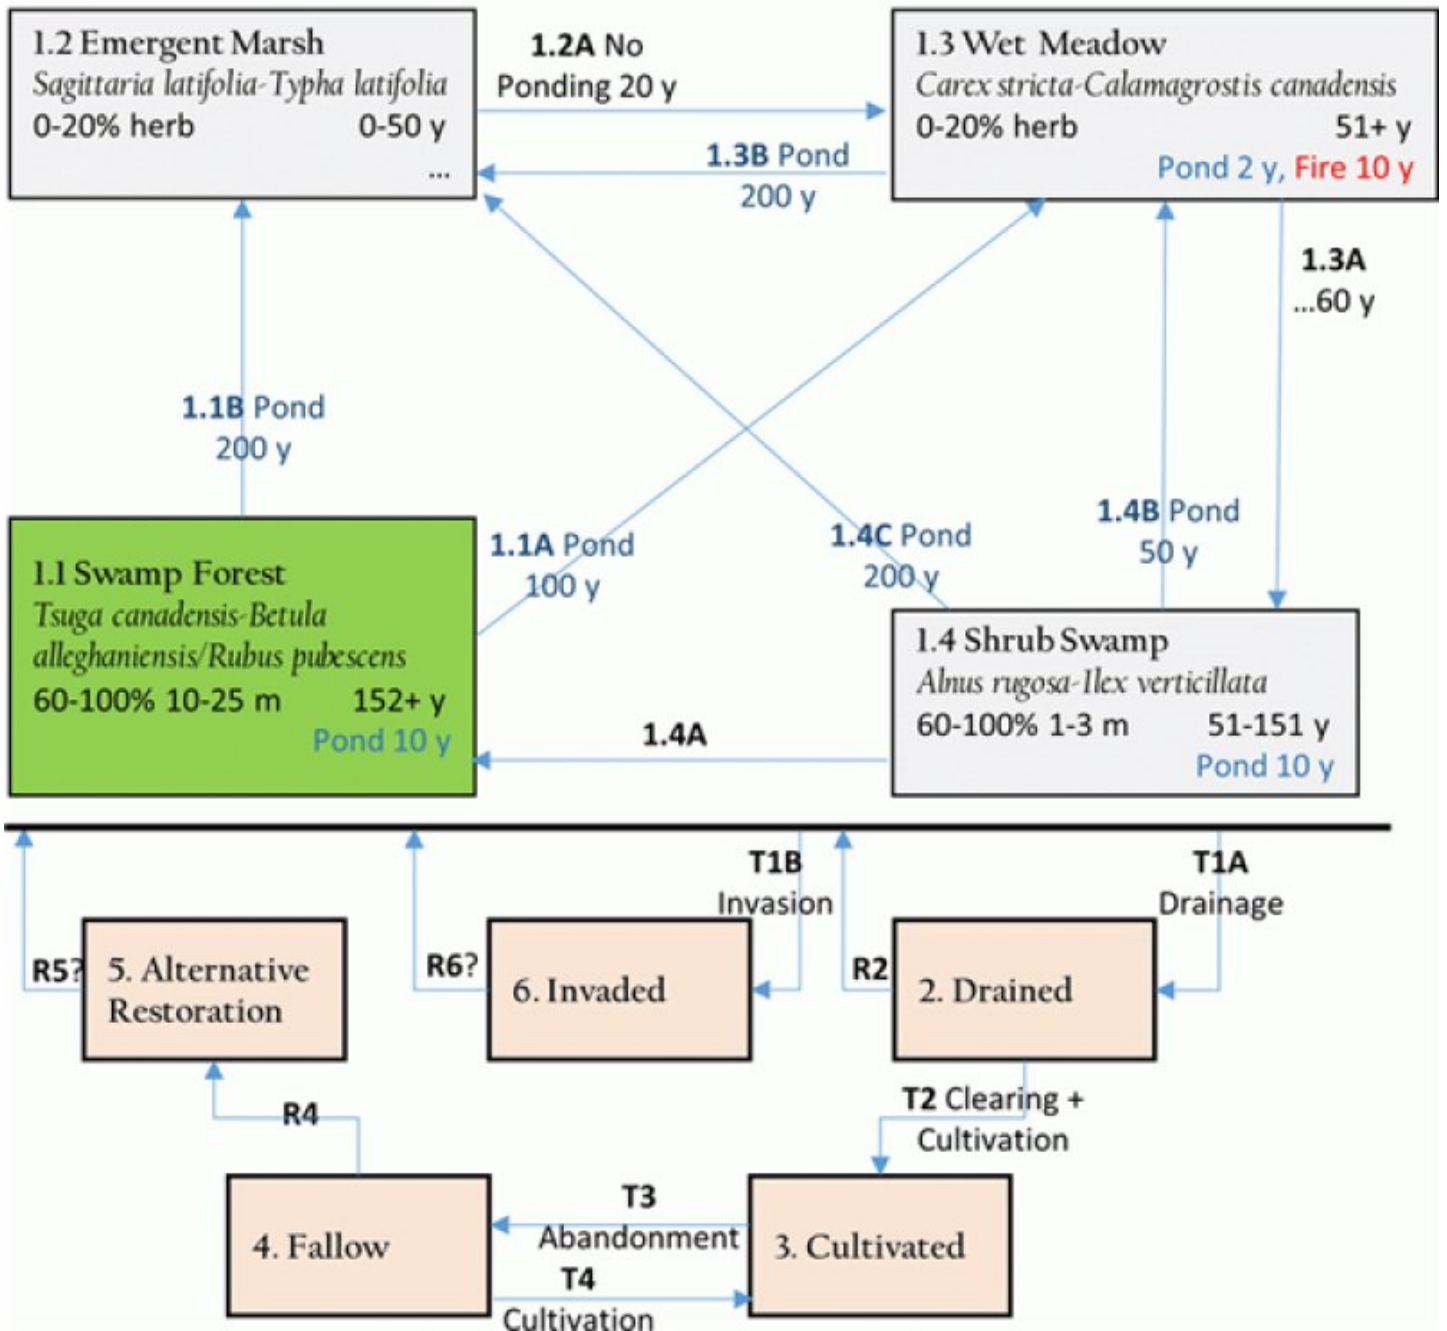 1.2 Emergent Marsh
Sagittaria latifolia-Typha latifolia
0-20% herb 0-50 y
...
1.2A No
Ponding 20 y
1.3B Pond
200 y
1.3 Wet Meadow
Carex stricta-Calamagrostis canadensis
0-20% herb 51+ y
Pond 2 y, Fire 10 y
1.3A
...60 y
1.1B Pond
200 y
1.1A Pond
100 y
1.4C Pond
200 y
1.4B Pond
50 y
1.1 Swamp Forest
Tsuga canadensis-Betula
alleghaniensis/Rubus pubescens
60-100% 10-25 m 152+ y
Pond 10 y
1.4A
1.4 Shrub Swamp
Alnus rugosa-Ilex verticillata
60-100% 1-3 m 51-151 y
Pond 10 y
T1B
Invasion
T1A
Drainage
R5?
5. Alternative
Restoration
R6?
6. Invaded
R2
2. Drained
R4
T2 Clearing +
Cultivation
4. Fallow
T3
Abandonment
T4
Cultivation
3. Cultivated